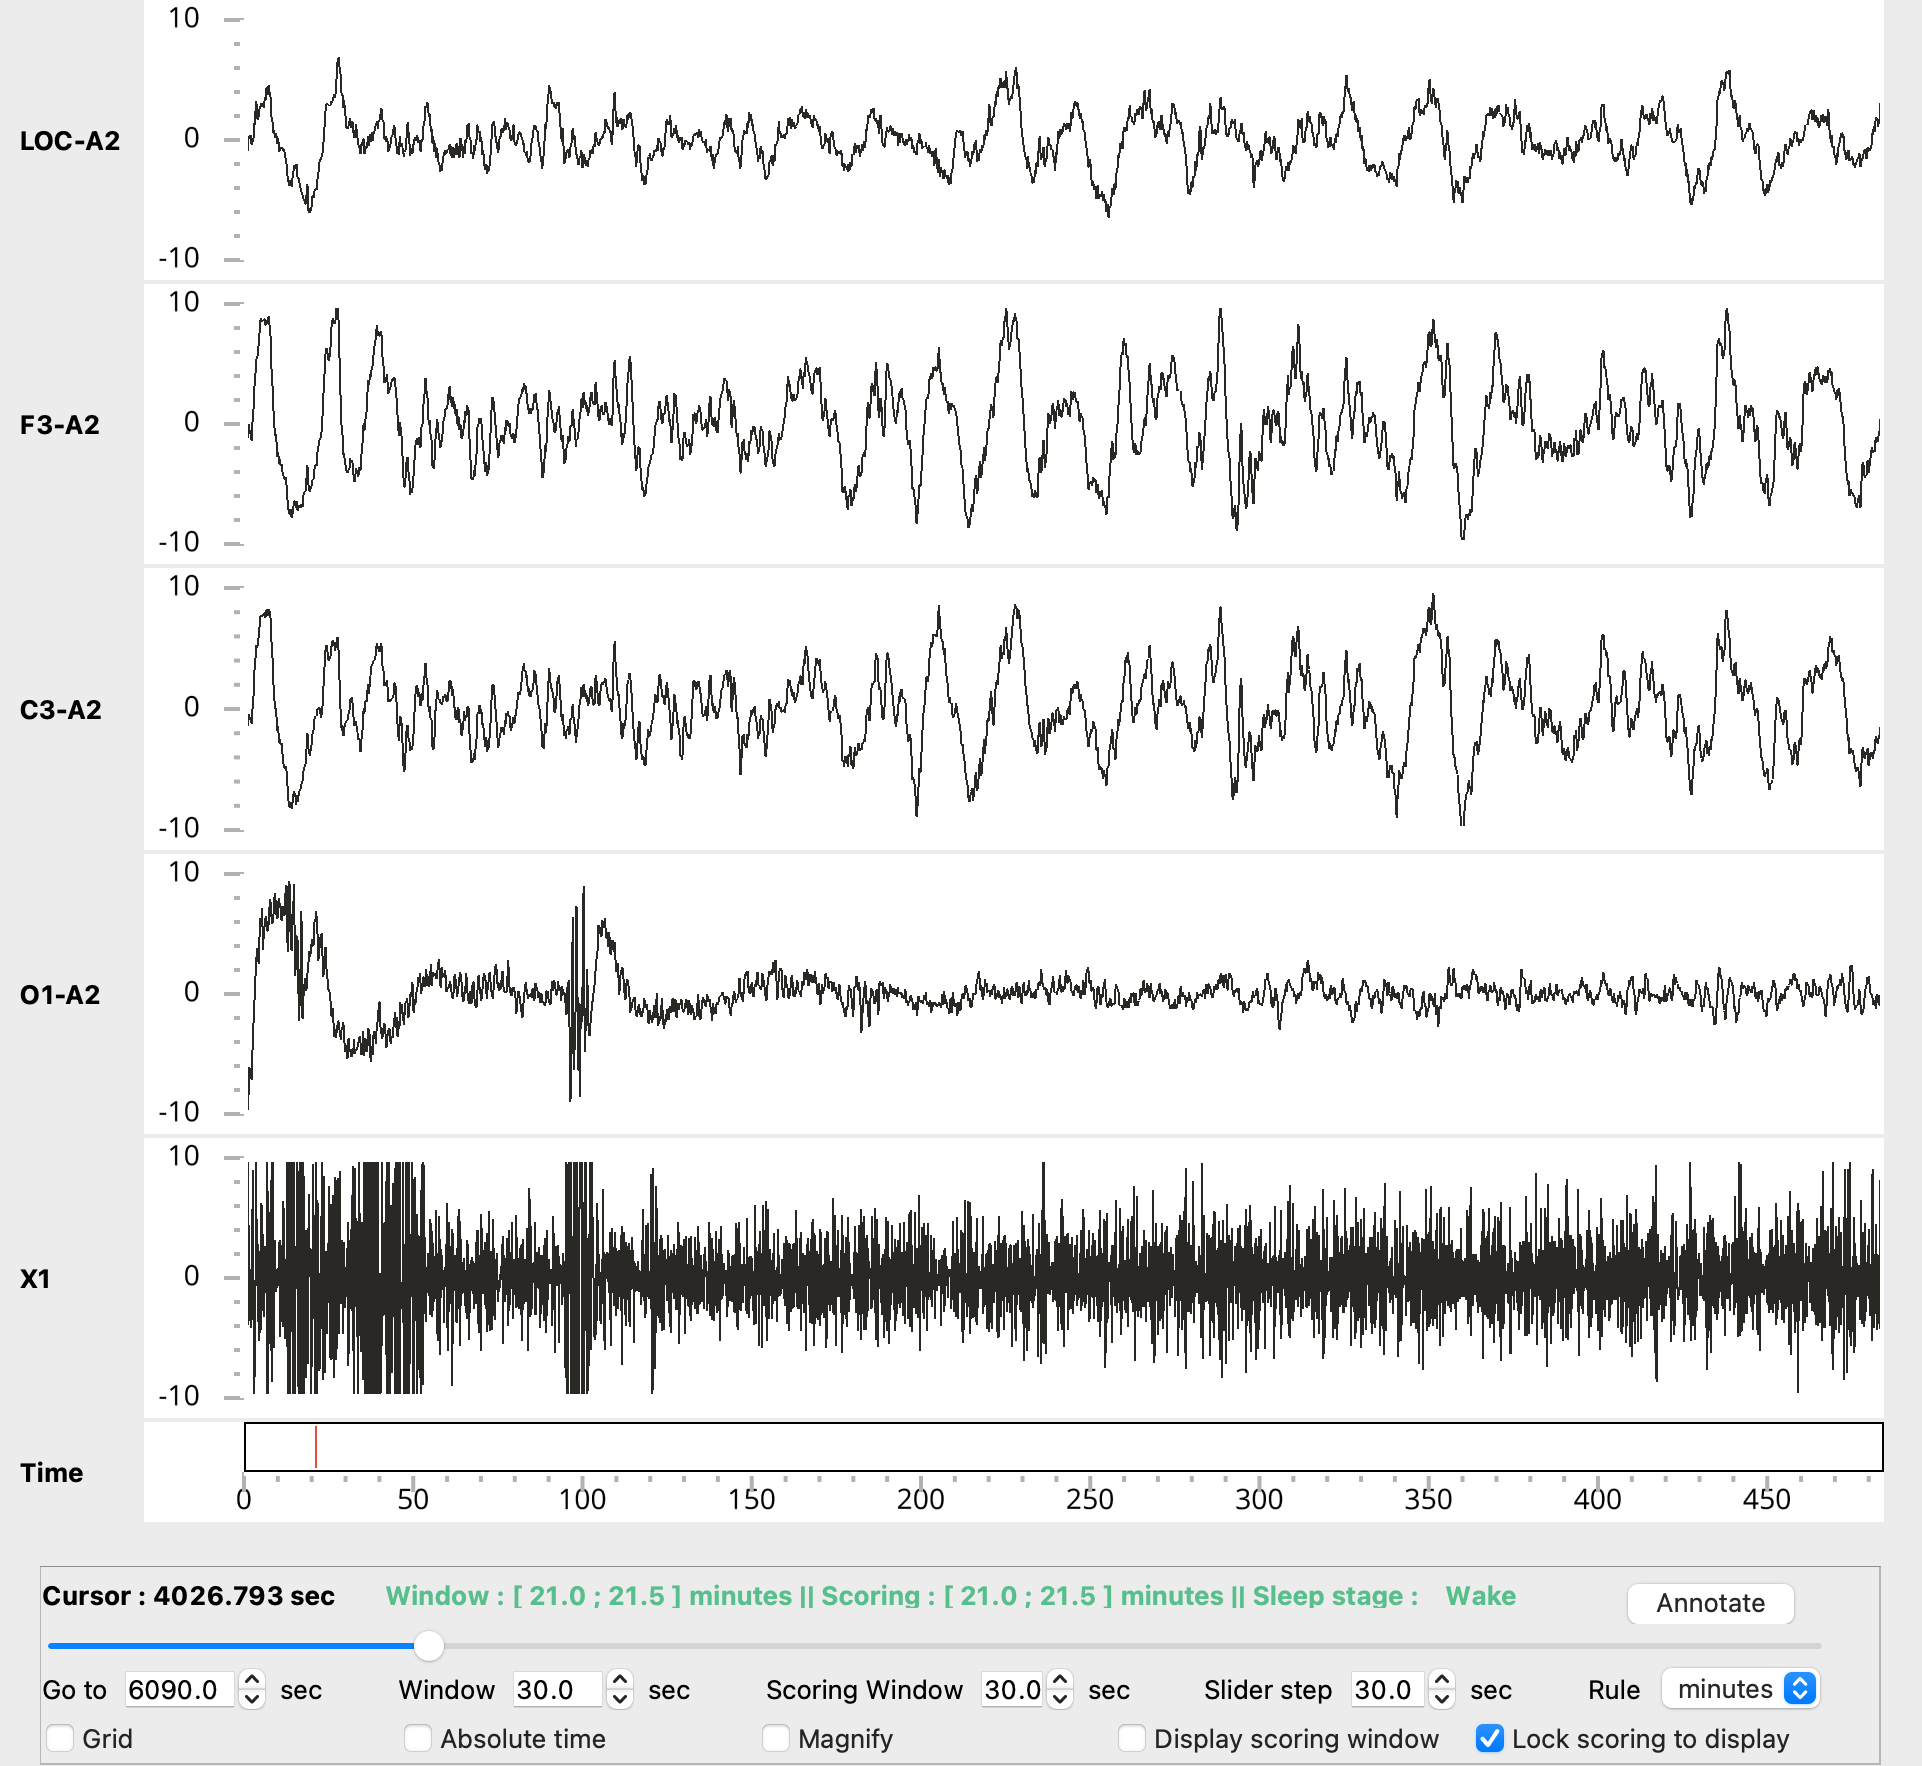 10
LOC-A2
0
-10
10
F3-A2
0
-10
10
C3-A2
0
-10
10
O1-A2
0
-10
10
X1
0
-10
Time
0 50 100 150 200 250 300 350 400 450
Cursor : 4026.793 sec Window : [ 21.0 ; 21.5 ] minutes || Scoring : [ 21.0 ; 21.5 ] minutes || Sleep stage : Wake Annotate
Go to 6090.0 sec Window 30.0 sec Scoring Window 30.0 sec Slider step 30.0 sec Rule minutes
Grid Absolute time Magnify Display scoring window Lock scoring to display